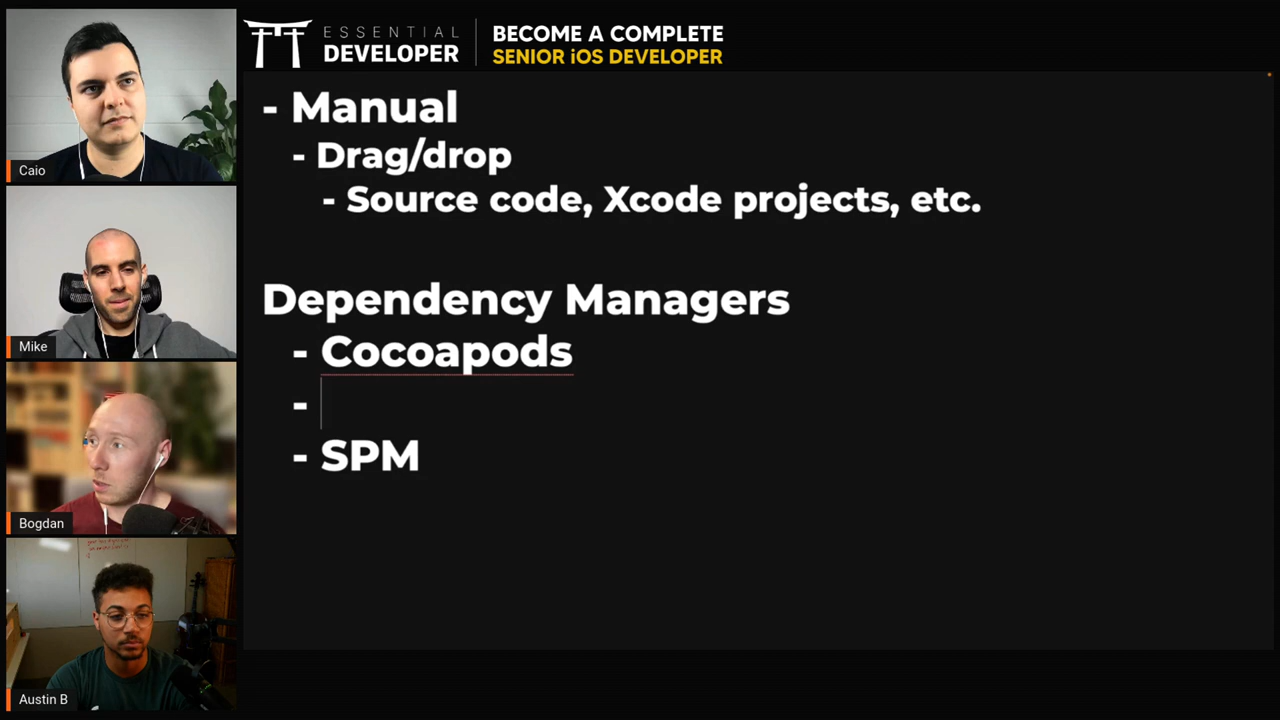 ESSENTIAL
DEVELOPER
BECOME A COMPLETE
SENIOR iOS DEVELOPER
- Manual
- Drag/drop
- Source code, Xcode projects, etc.
Dependency Managers
- Cocoapods
-
- SPM
Caio
Mike
Bogdan
Austin B